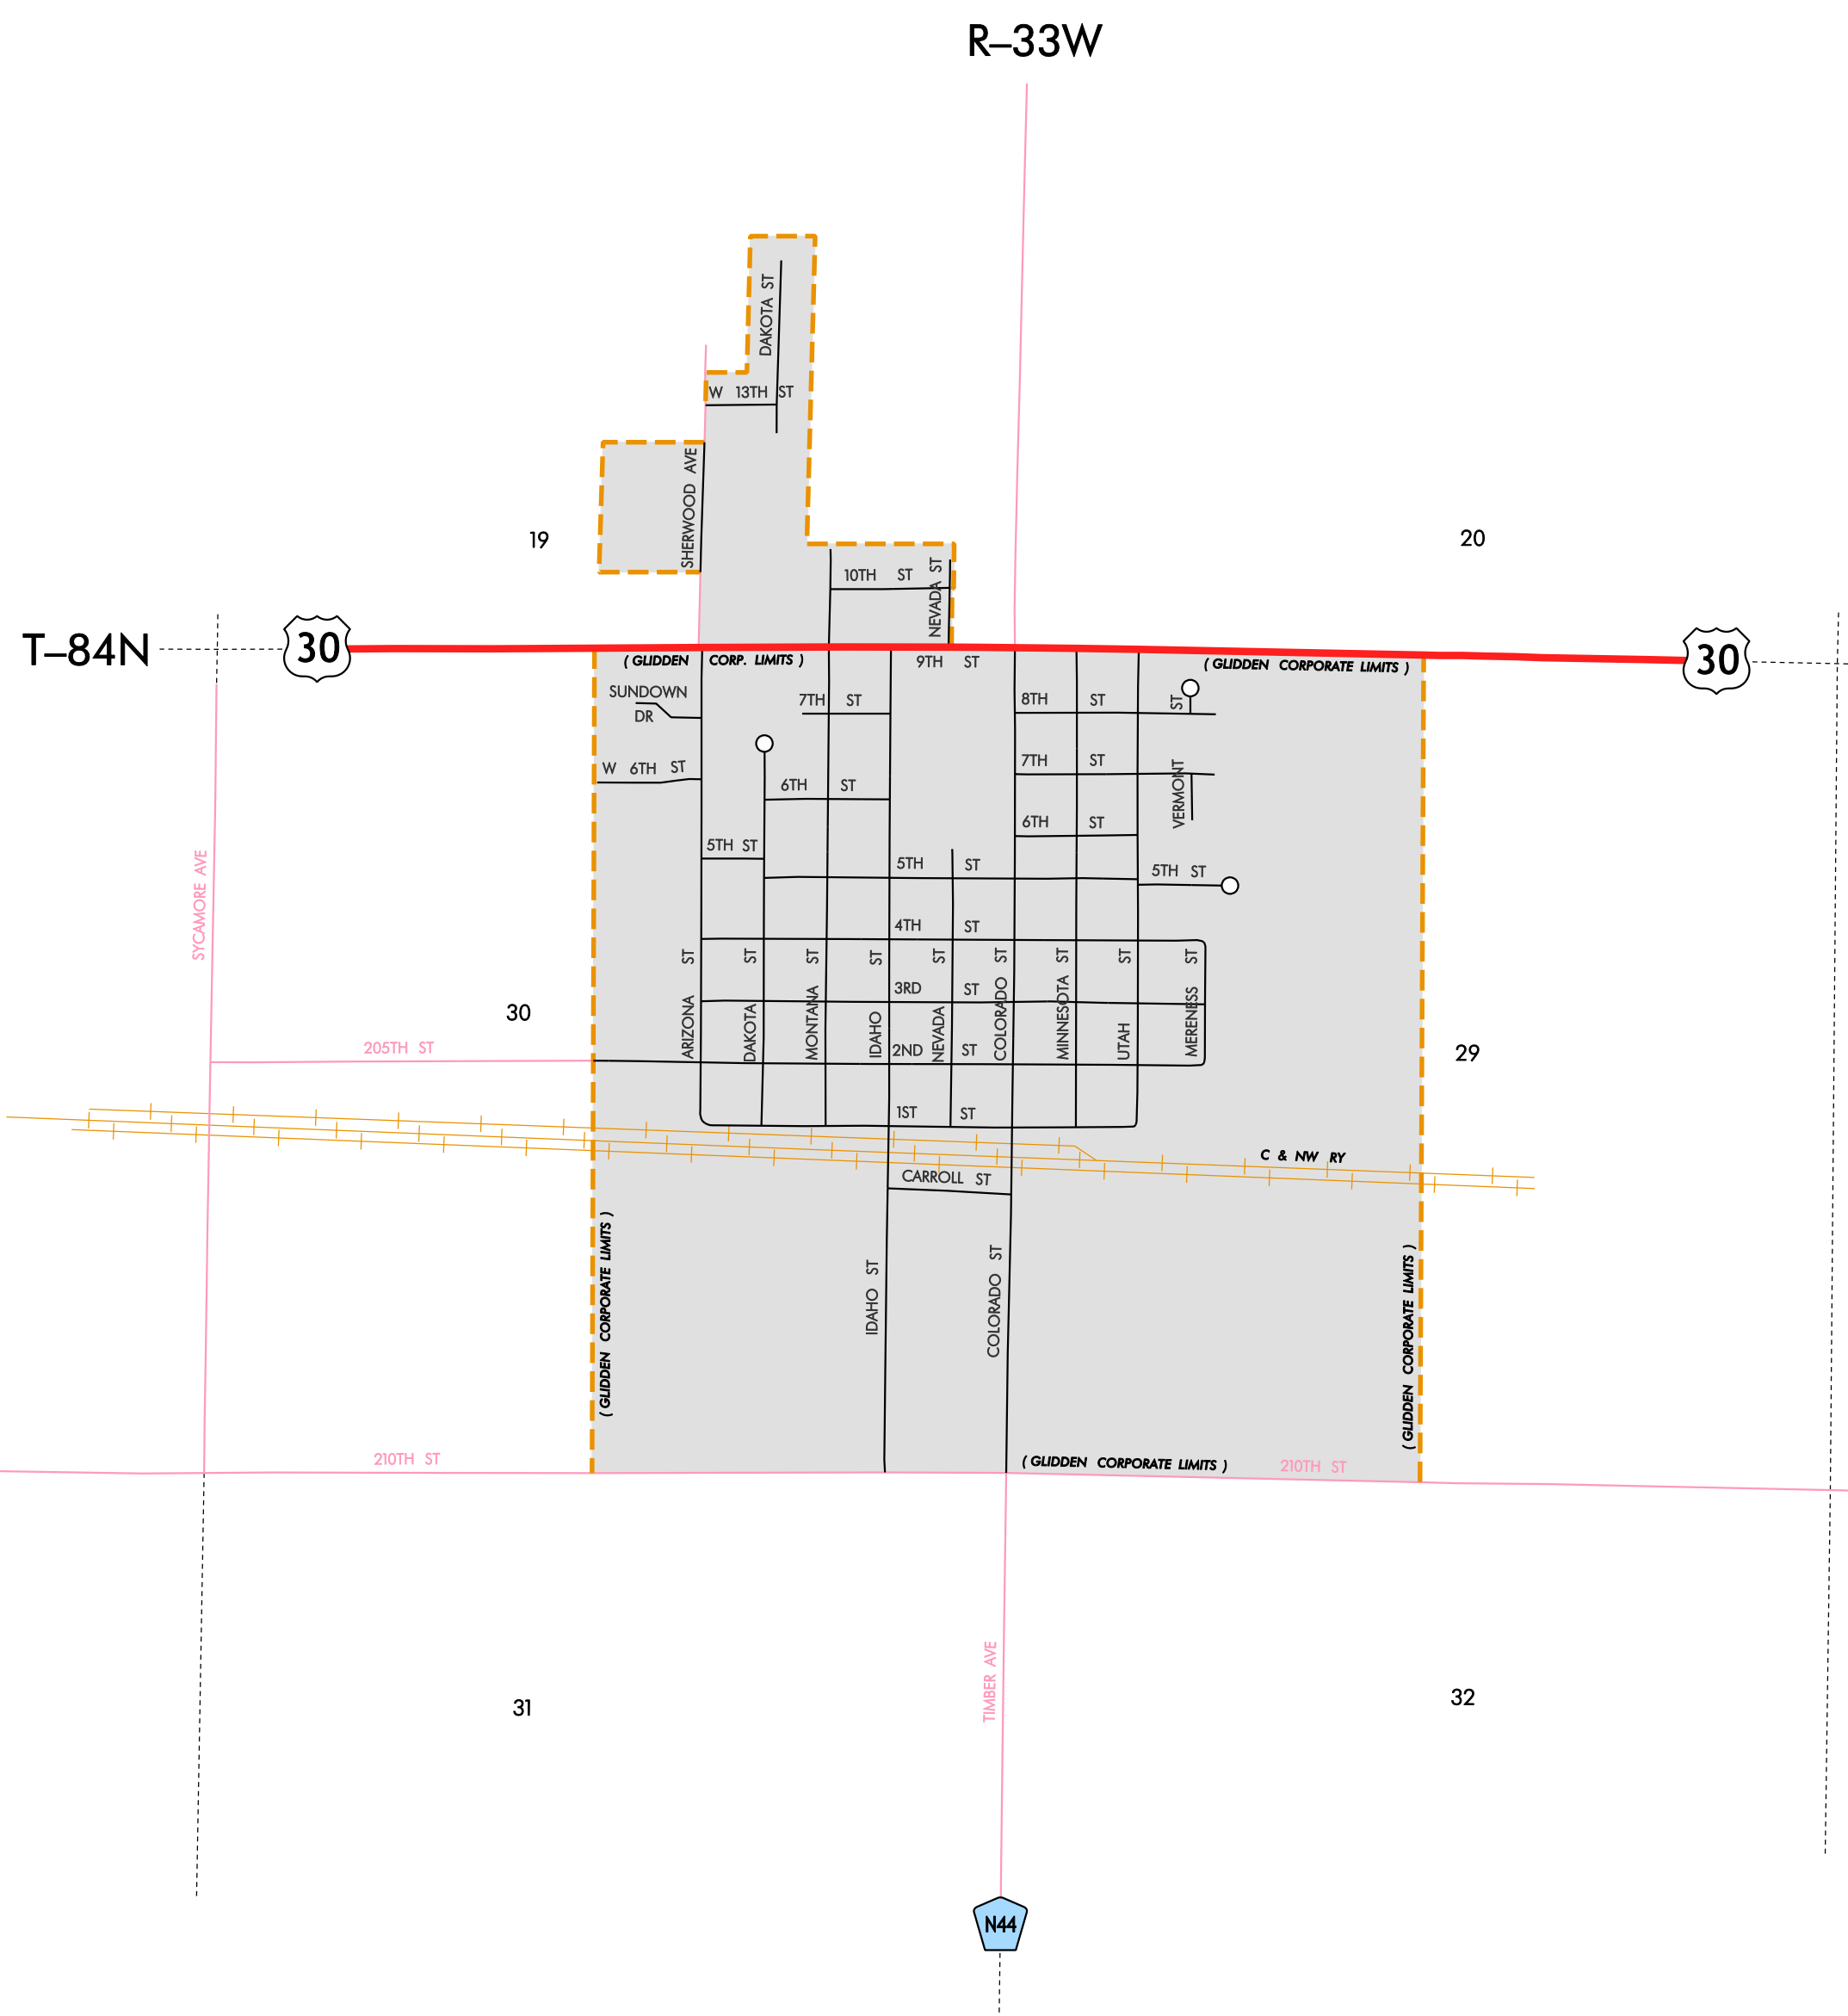 R–33W
DAKOTA ST
W 13TH ST
SHERWOOD AVE
19
20
10TH ST
NEVADA ST
T–84N
30
30
( GLIDDEN CORP. LIMITS )
9TH ST
( GLIDDEN CORPORATE LIMITS )
SUNDOWN
DR
7TH ST
8TH ST
VERMONT ST
W 6TH ST
7TH ST
6TH ST
6TH ST
5TH ST
5TH ST
5TH ST
SYCAMORE AVE
4TH ST
ARIZONA ST
DAKOTA ST
MONTANA ST
IDAHO ST
NEVADA ST
COLORADO ST
MINNESOTA ST
UTAH ST
MERENESS ST
3RD ST
30
205TH ST
2ND ST
29
1ST ST
C & NW RY
CARROLL ST
( GLIDDEN CORPORATE LIMITS )
IDAHO ST
COLORADO ST
( GLIDDEN CORPORATE LIMITS )
210TH ST
( GLIDDEN CORPORATE LIMITS )
210TH ST
TIMBER AVE
31
32
N44